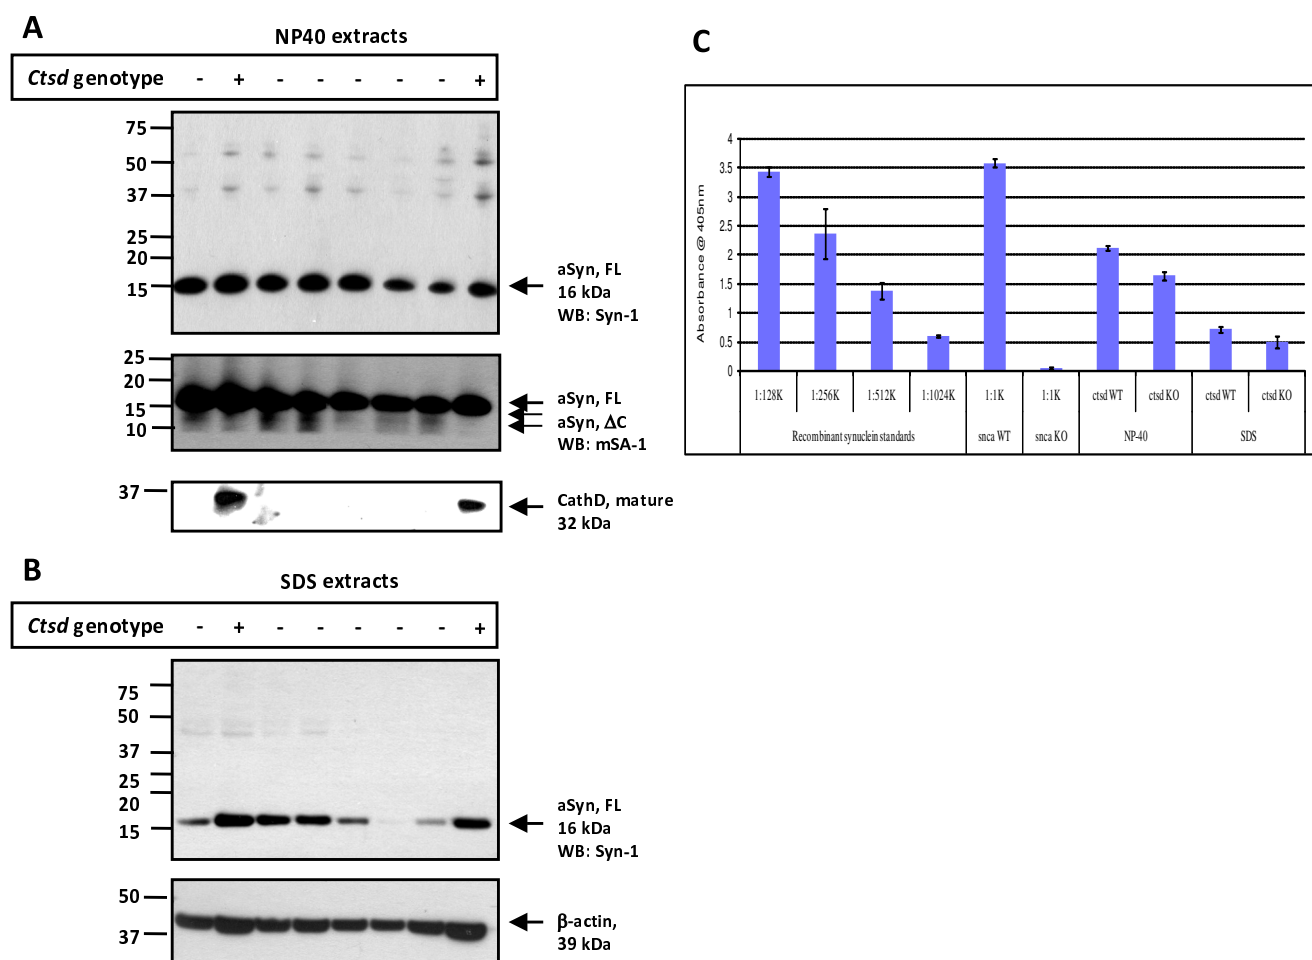 A
NP40 extracts
Ctsd genotype - + - - - - - +
75
50
37
25
20
15
aSyn, FL
16 kDa
WB: Syn-1
25
20
15
10
aSyn, FL
aSyn, ΔC
WB: mSA-1
37
CathD, mature
32 kDa
B
SDS extracts
Ctsd genotype - + - - - - - +
75
50
37
25
20
15
aSyn, FL
16 kDa
WB: Syn-1
50
37
β-actin,
39 kDa
C
Absorbance @ 405nm
4
3.5
3
2.5
2
1.5
1
0.5
0
1:128K 1:256K 1:512K 1:1024K 1:1K 1:1K ctsd WT ctsd KO ctsd WT ctsd KO
Recombinant synuclein standards snca WT snca KO NP-40 SDS